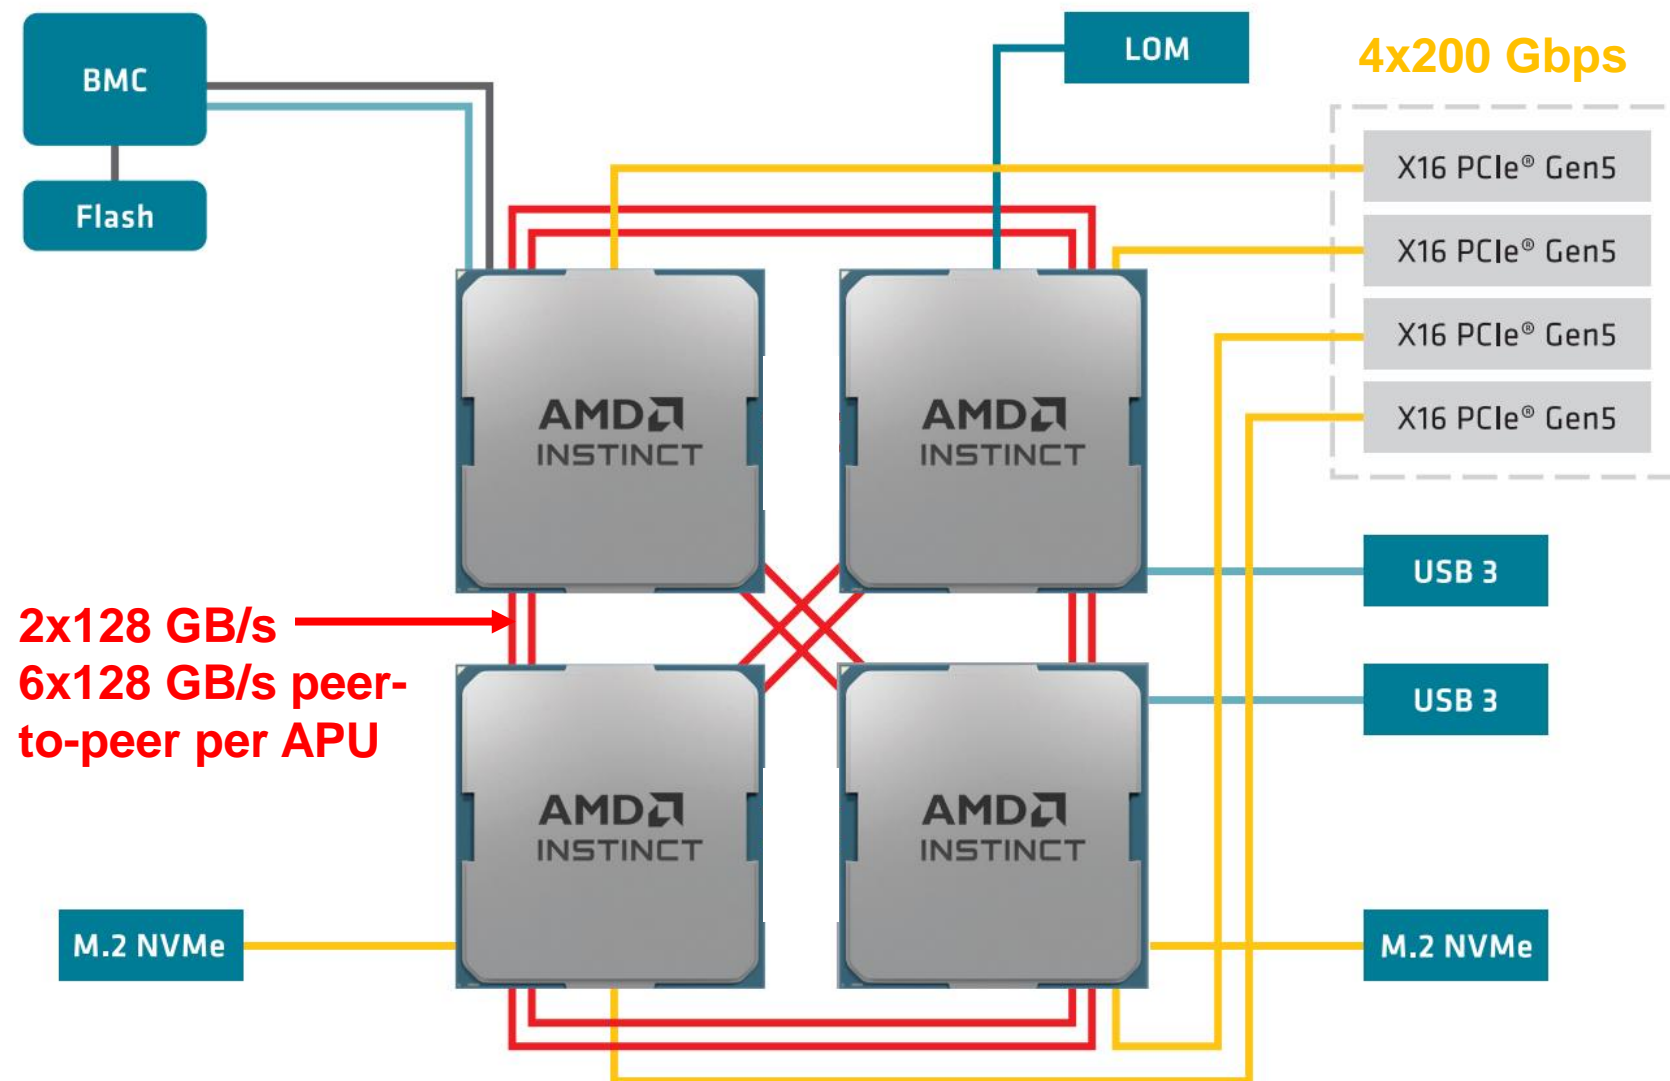 BMC
LOM
4x200 Gbps
Flash
X16 PCIe® Gen5
X16 PCIe® Gen5
X16 PCIe® Gen5
X16 PCIe® Gen5
AMD
INSTINCT
AMD
INSTINCT
USB 3
2x128 GB/s
6x128 GB/s peer-
to-peer per APU
USB 3
AMD
INSTINCT
AMD
INSTINCT
M.2 NVMe
M.2 NVMe